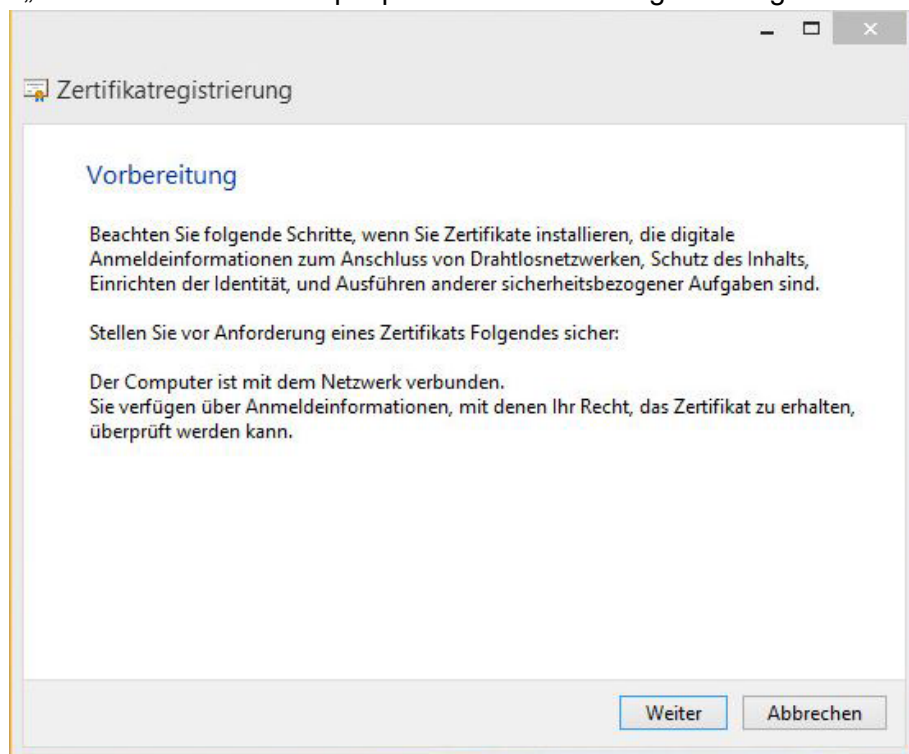 Zertifikatregistrierung
Vorbereitung
Beachten Sie folgende Schritte, wenn Sie Zertifikate installieren, die digitale
Anmeldeinformationen zum Anschluss von Drahtlosnetzwerken, Schutz des Inhalts,
Einrichten der Identität, und Ausführen anderer sicherheitsbezogener Aufgaben sind.
Stellen Sie vor Anforderung eines Zertifikats Folgendes sicher:
Der Computer ist mit dem Netzwerk verbunden.
Sie verfügen über Anmeldeinformationen, mit denen Ihr Recht, das Zertifikat zu erhalten,
überprüft werden kann.
Weiter Abbrechen